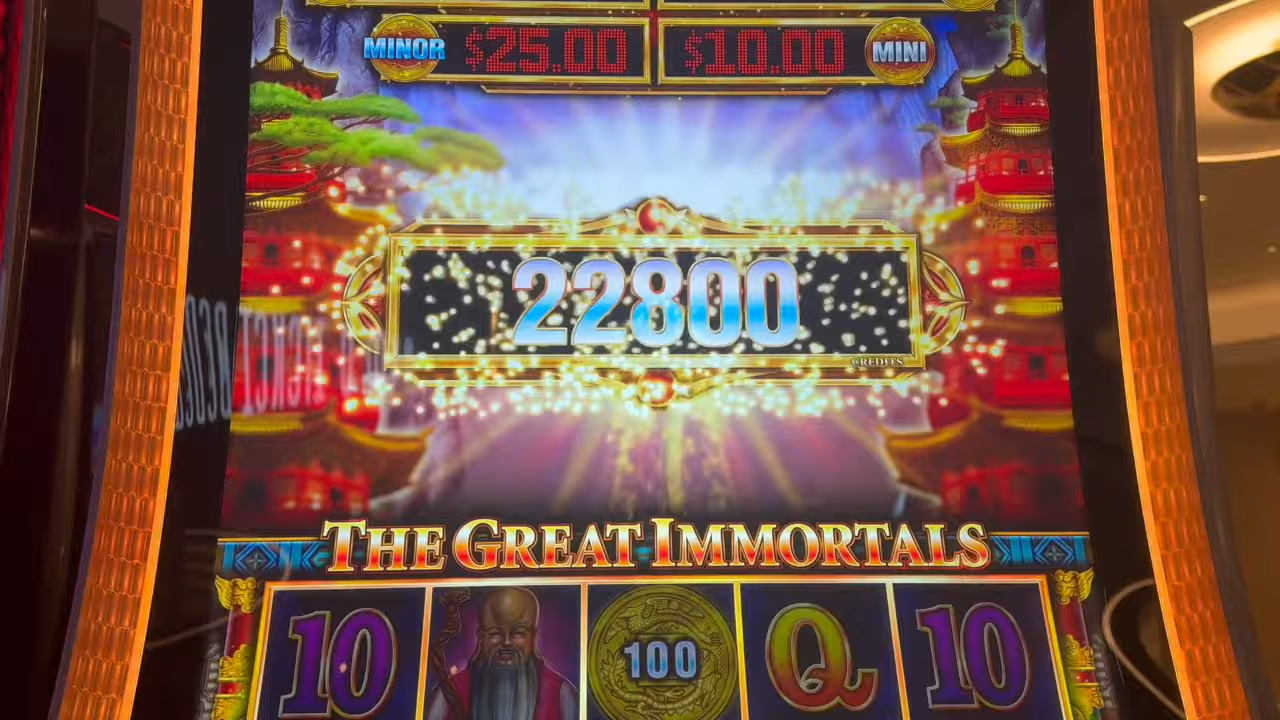 MINOR $25.00 $10.00 MINI
22800
CREDITS
THE GREAT IMMORTALS
10 100 Q 10